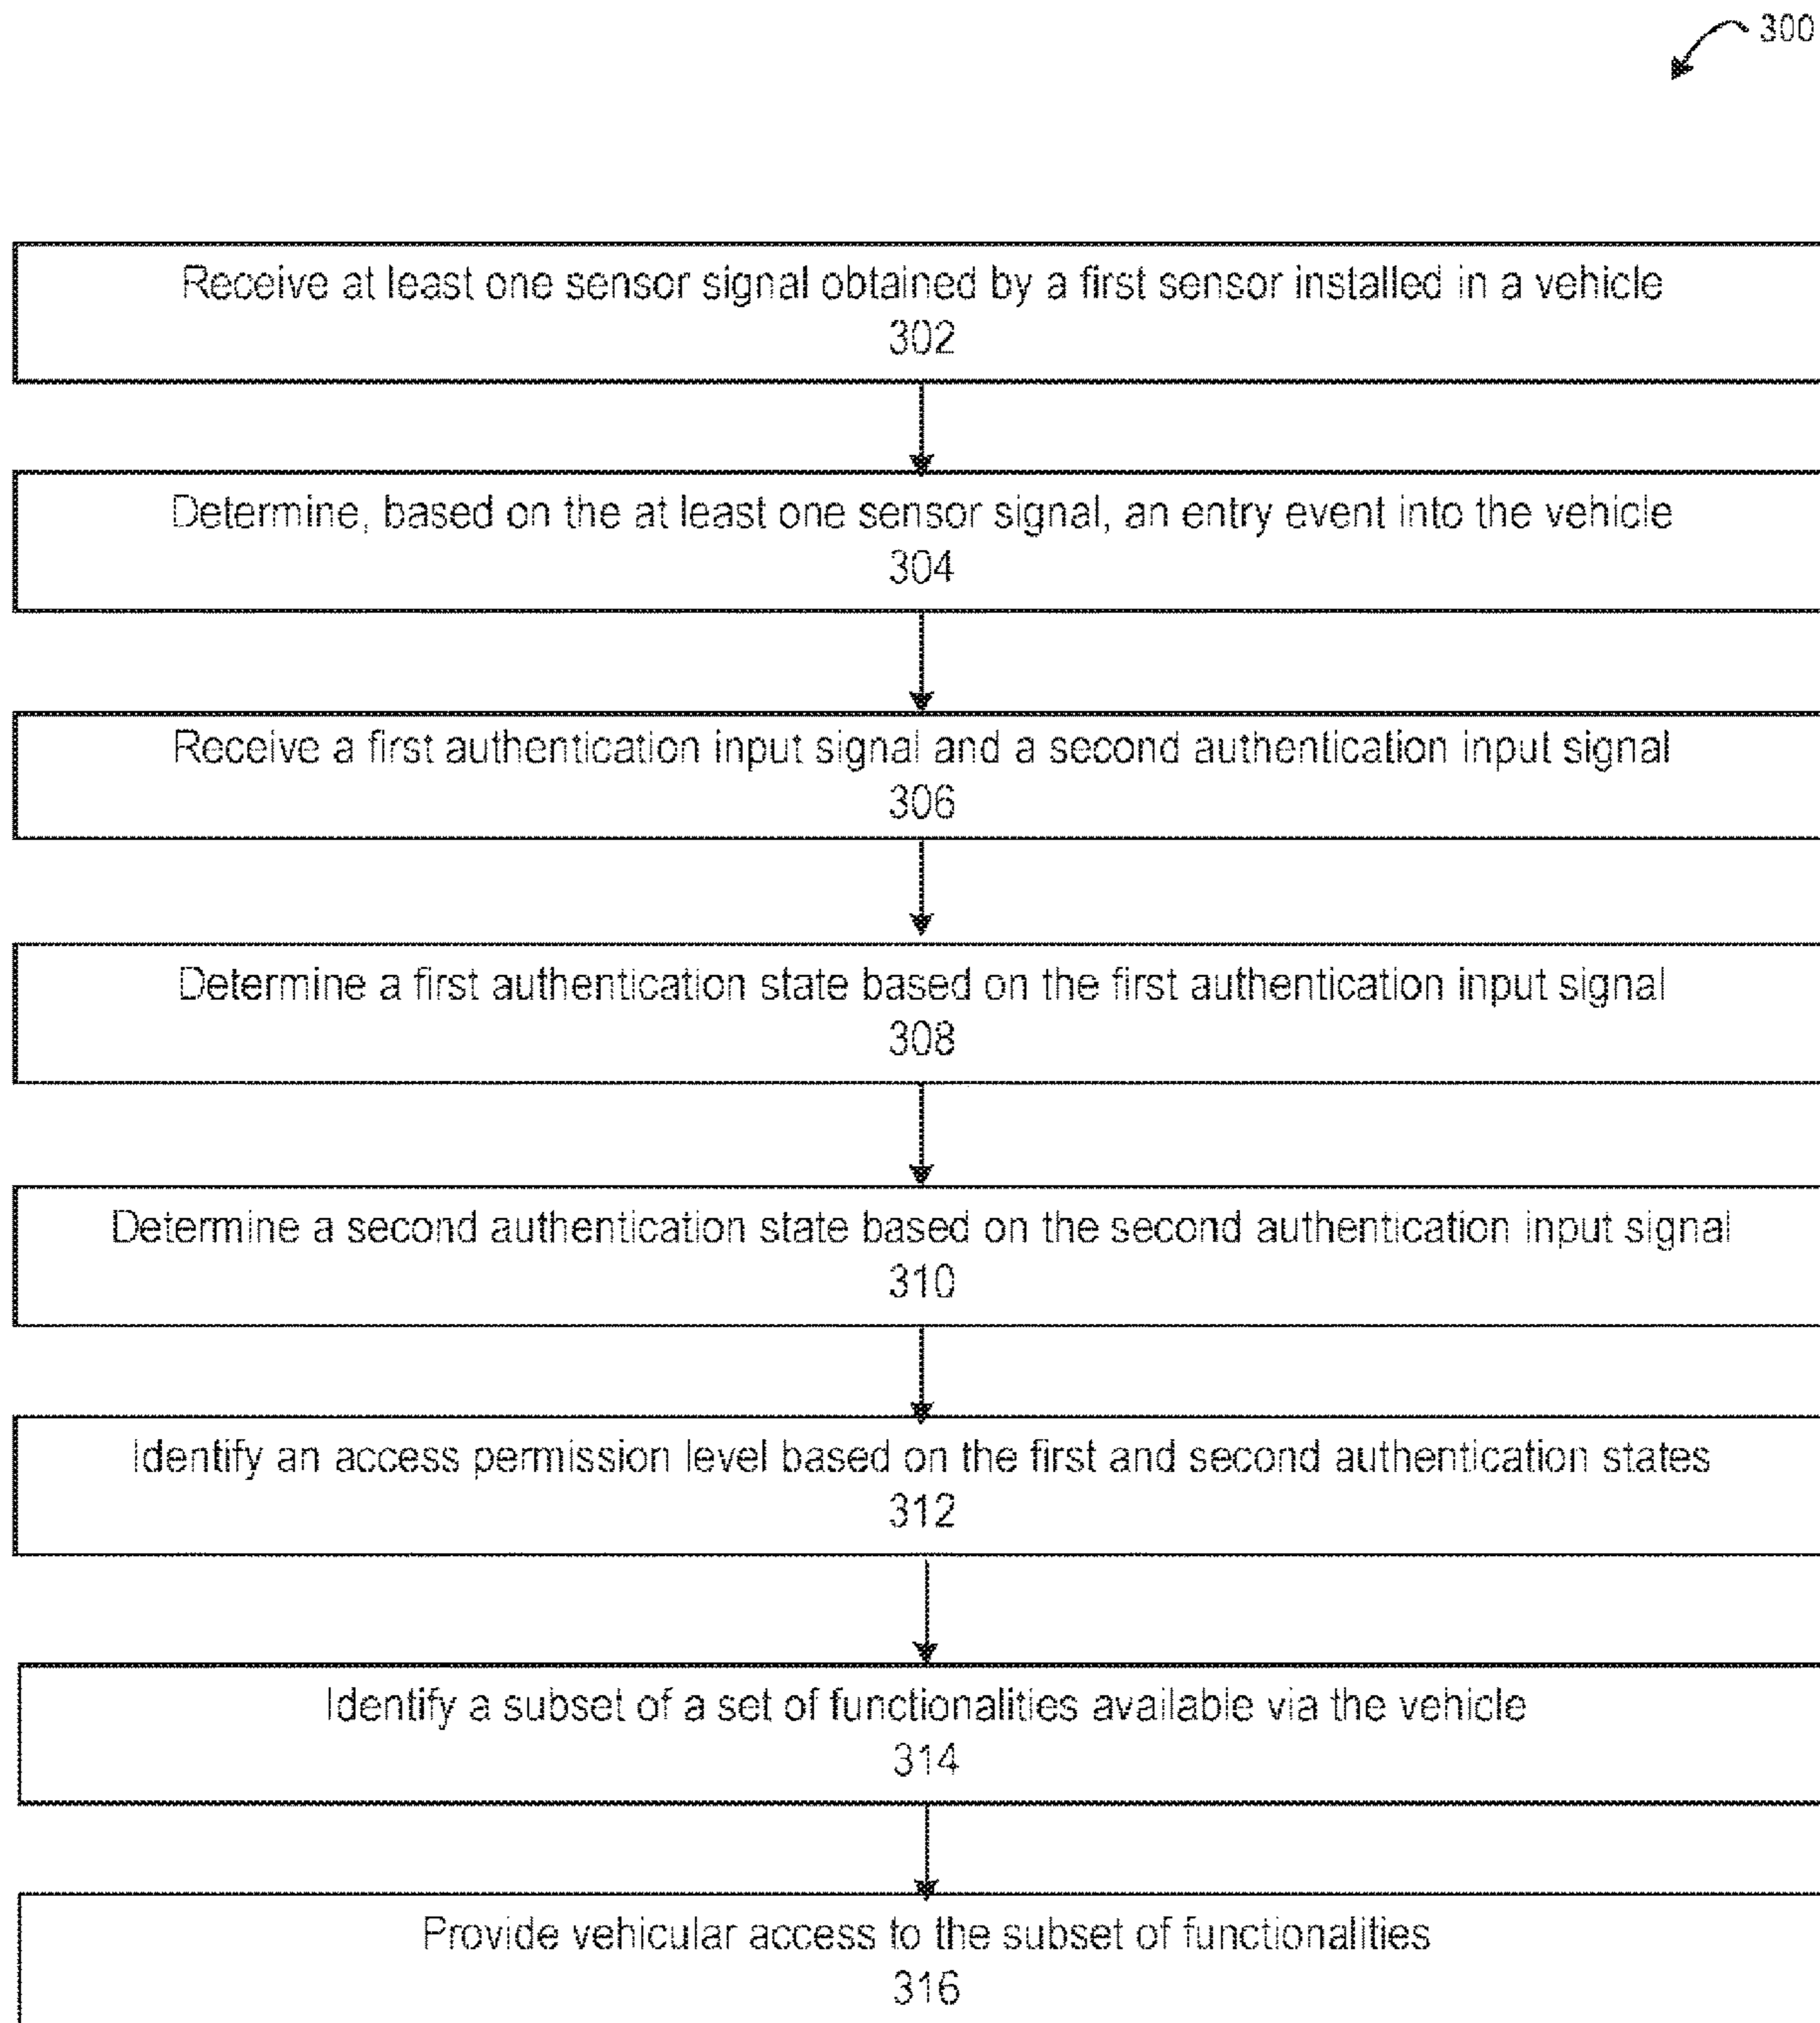 300
Receive at least one sensor signal obtained by a first sensor installed in a vehicle
302
Determine, based on the at least one sensor signal, an entry event into the vehicle
304
Receive a first authentication input signal and a second authentication input signal
306
Determine a first authentication state based on the first authentication input signal
308
Determine a second authentication state based on the second authentication input signal
310
Identify an access permission level based on the first and second authentication states
312
Identify a subset of a set of functionalities available via the vehicle
314
Provide vehicular access to the subset of functionalities
316